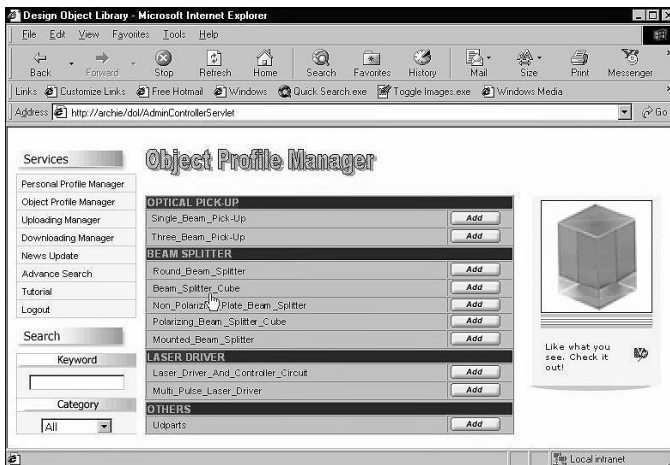 Design Object Library - Microsoft Internet Explorer
File Edit View Favorites Tools Help
Back Forward Stop Refresh Home Search Favorites History Mail Size Print Messenger
Links Customize Links Free Hotmail Windows Quick Search.exe Toggle Images.exe Windows Media
Address http://archie/dol/AdminControllerServlet Go
Services
Personal Profile Manager
Object Profile Manager
Uploading Manager
Downloading Manager
News Update
Advance Search
Tutorial
Logout
Search
Keyword
Category
All
Object Profile Manager
OPTICAL PICK-UP
Single_Beam_Pick-Up Add
Three_Beam_Pick-Up Add
BEAM SPLITTER
Round_Beam_Splitter Add
Beam_Splitter_Cube Add
Non_Polarizing_Plate_Beam_Splitter Add
Polarizing_Beam_Splitter_Cube Add
Mounted_Beam_Splitter Add
LASER DRIVER
Laser_Driver_And_Controller_Circuit Add
Multi_Pulse_Laser_Driver Add
OTHERS
Udparts Add
Like what you
see. Check it
out!
Local intranet